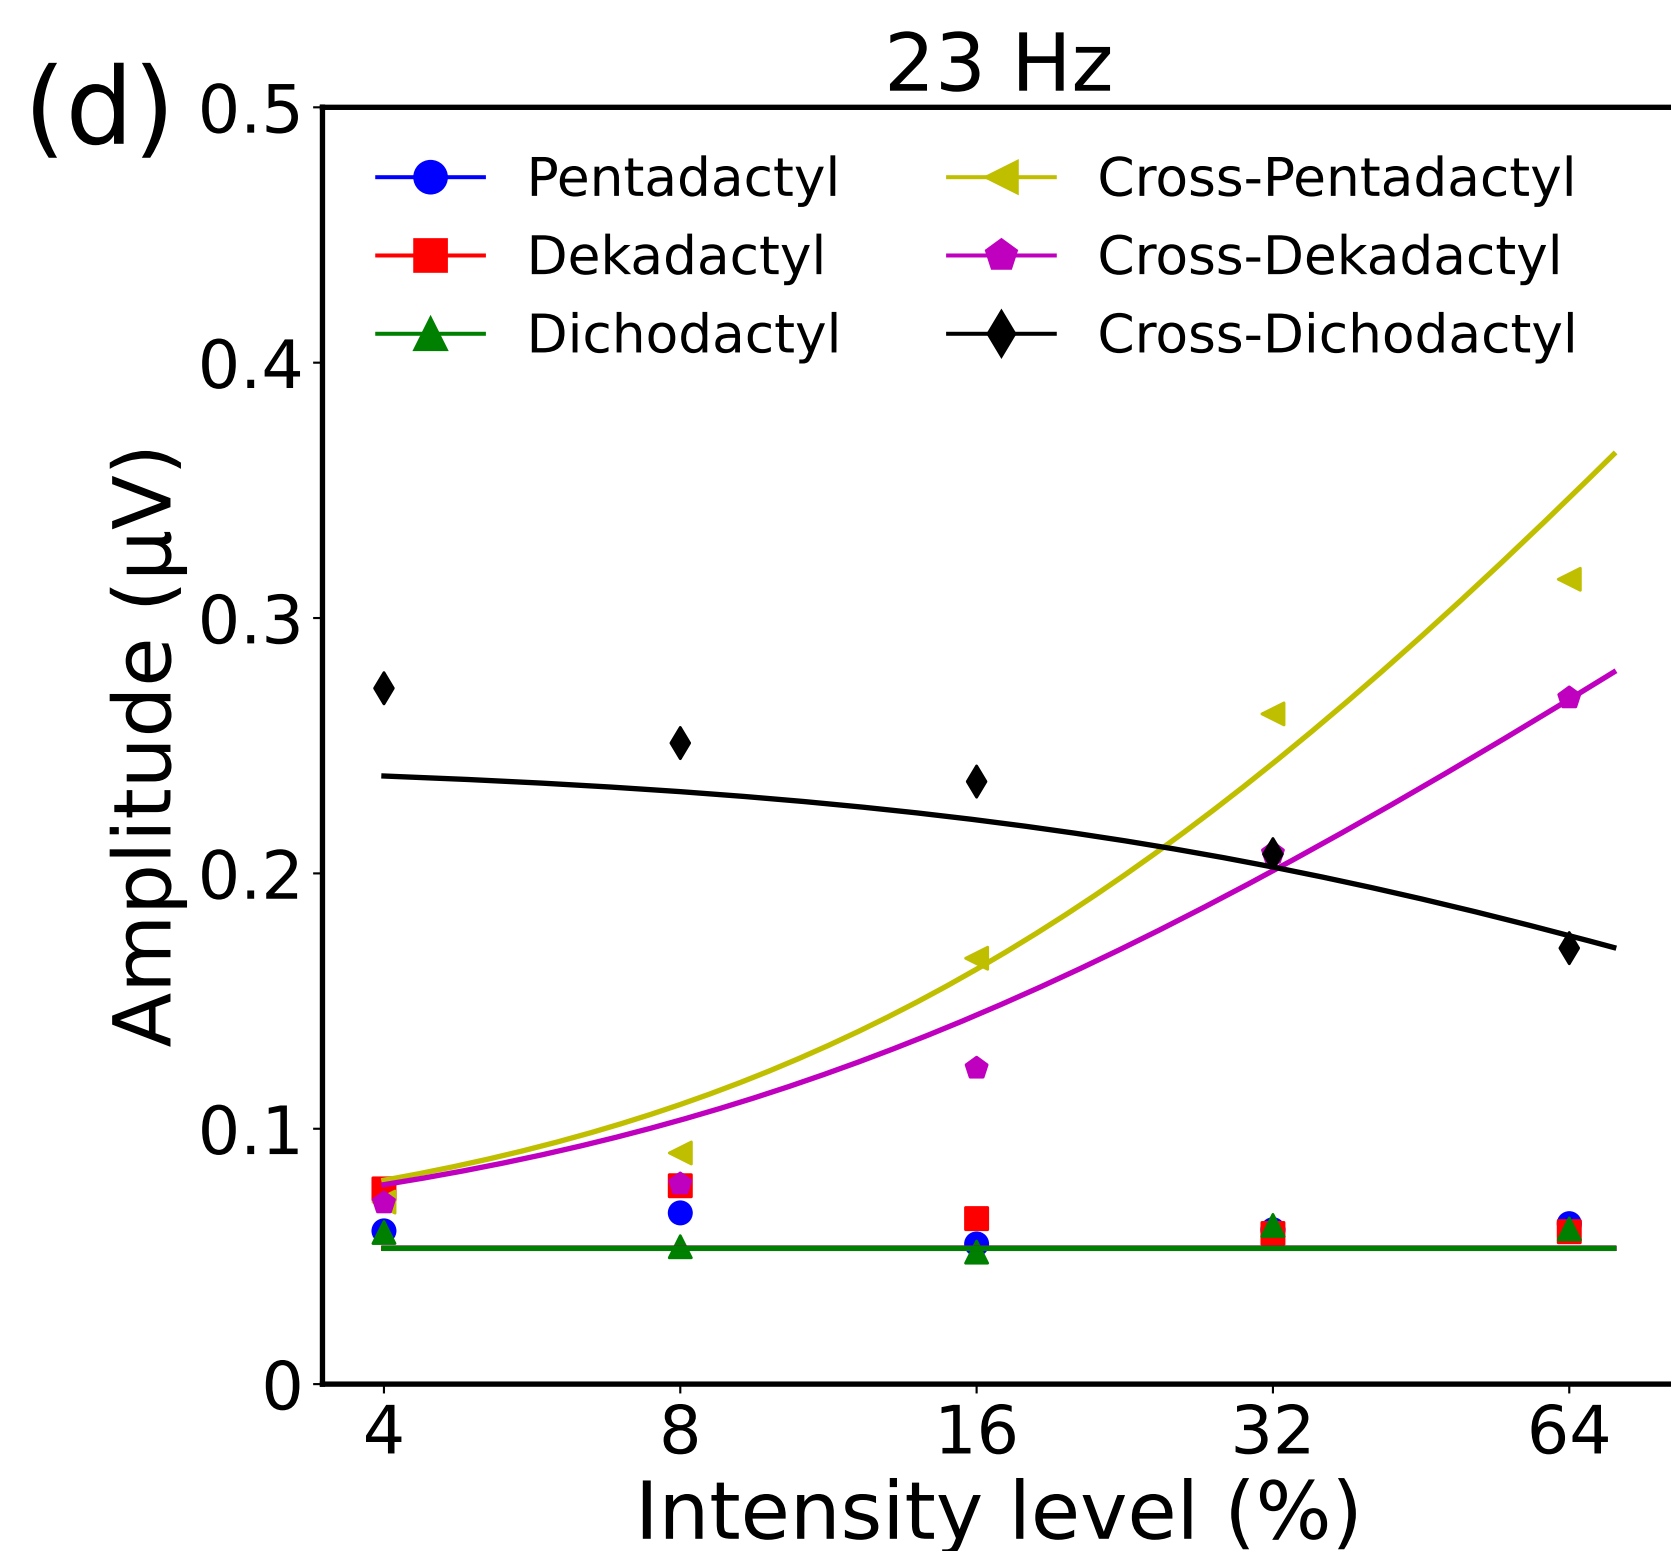 23 Hz
(d)
0.5
Pentadactyl
Cross-Pentadactyl
Dekadactyl
Cross-Dekadactyl
Dichodactyl
Cross-Dichodactyl
0.4
0.3
0.2
0.1
0
Amplitude (µV)
4 8 16 32 64
Intensity level (%)